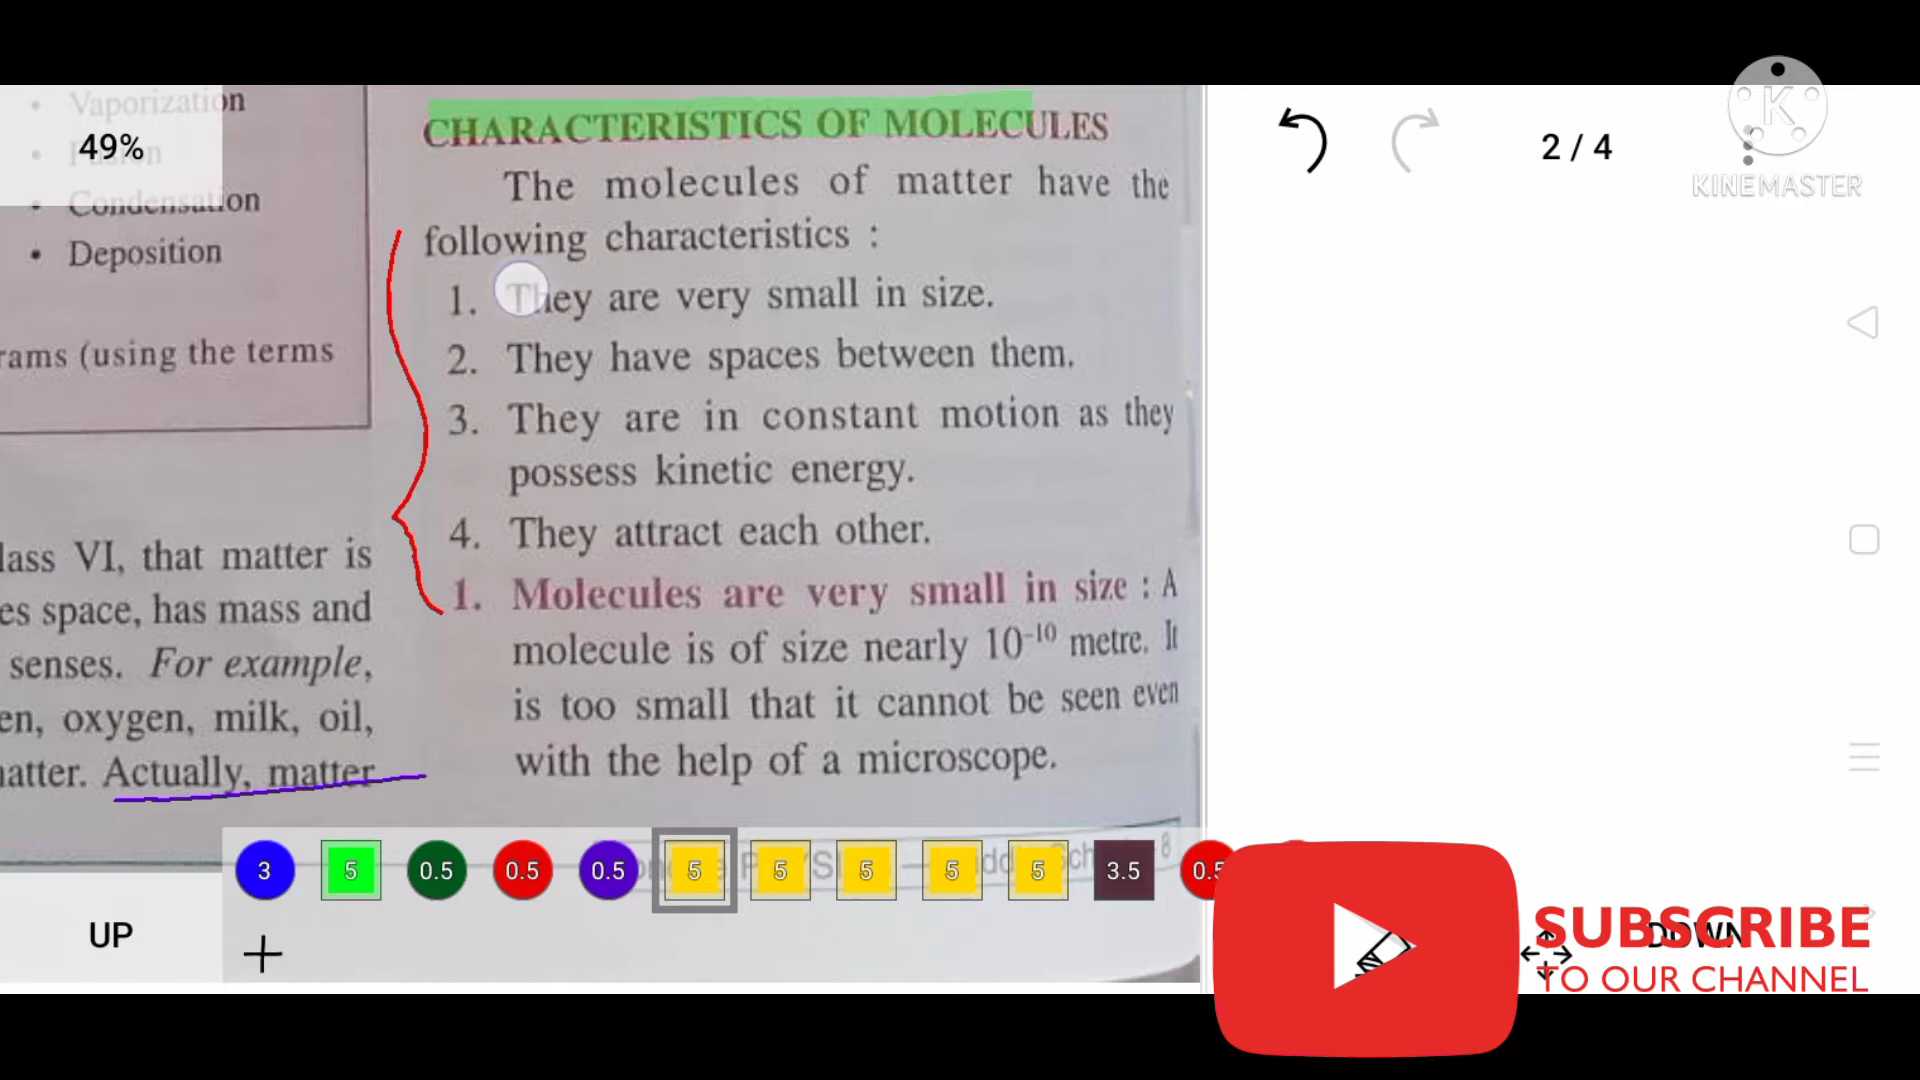 49%
• Vaporization
• Fusion
• Condensation
• Deposition
rams (using the terms
lass VI, that matter is
es space, has mass and
senses. For example,
en, oxygen, milk, oil,
natter. Actually, matter
CHARACTERISTICS OF MOLECULES
The molecules of matter have the
following characteristics :
1. They are very small in size.
2. They have spaces between them.
3. They are in constant motion as they
possess kinetic energy.
4. They attract each other.
1. Molecules are very small in size : A
molecule is of size nearly 10⁻¹⁰ metre. It
is too small that it cannot be seen even
with the help of a microscope.
2 / 4
KINEMASTER
3 5 0.5 0.5 0.5 5 5 5 5 5 3.5 0.5
8
UP
DOWN
SUBSCRIBE
TO OUR CHANNEL